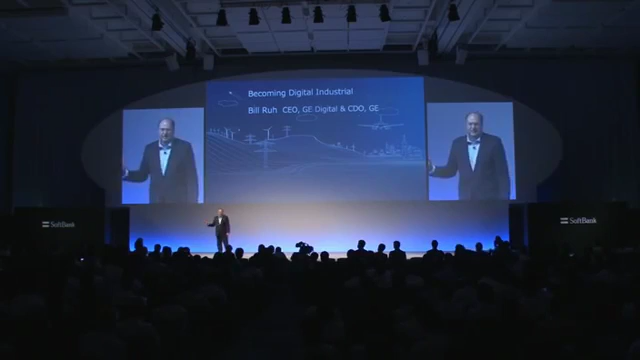 Becoming Digital Industrial
Bill Ruh CEO, GE Digital & CDO, GE
SoftBank
SoftBank